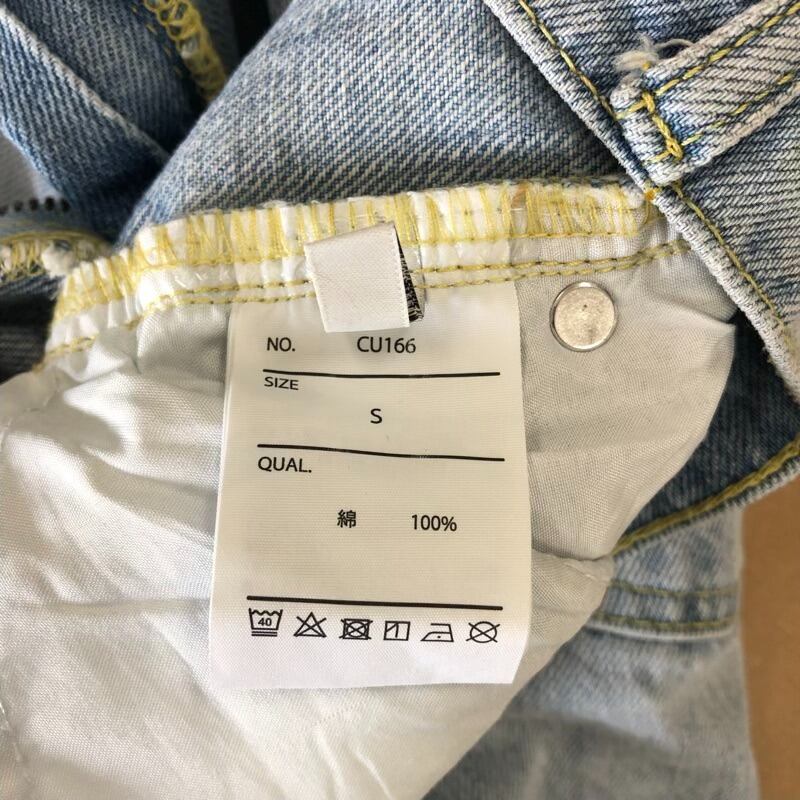 NO. CU166
SIZE
S
QUAL.
綿 100%
40